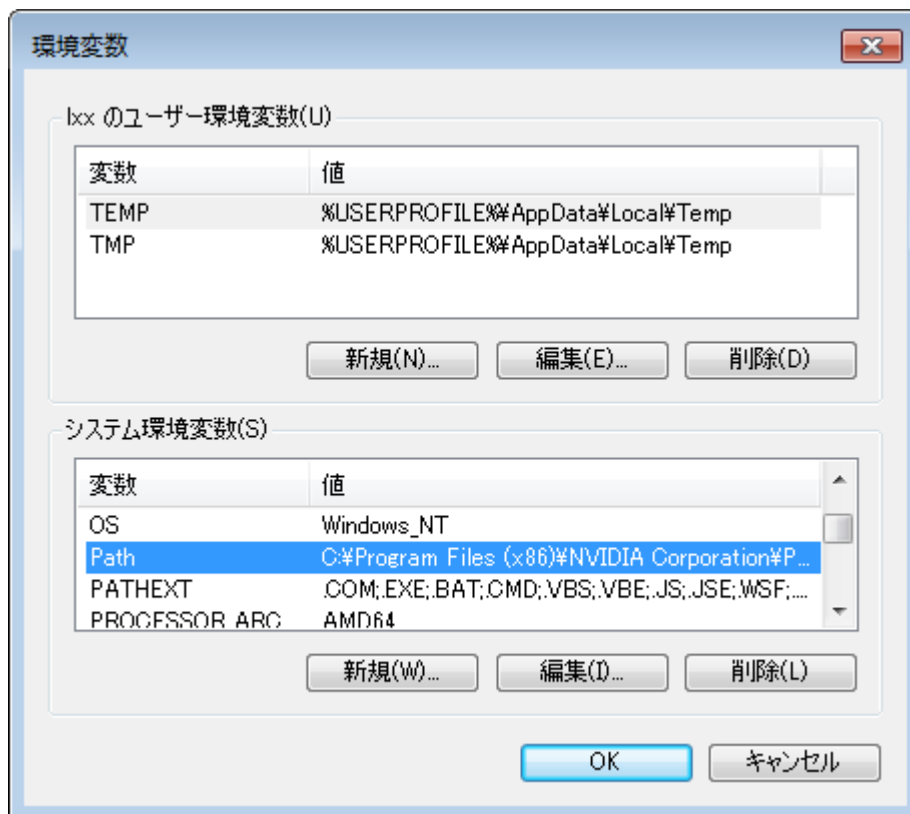 環境変数
lxx のユーザー環境変数(U)
変数 値
TEMP %USERPROFILE%¥AppData¥Local¥Temp
TMP %USERPROFILE%¥AppData¥Local¥Temp
新規(N)... 編集(E)... 削除(D)
システム環境変数(S)
変数 値
OS Windows_NT
Path C:¥Program Files (x86)¥NVIDIA Corporation¥P...
PATHEXT .COM;.EXE;.BAT;.CMD;.VBS;.VBE;.JS;.JSE;.WSF;....
PROCESSOR_ARC... AMD64
新規(W)... 編集(I)... 削除(L)
OK キャンセル